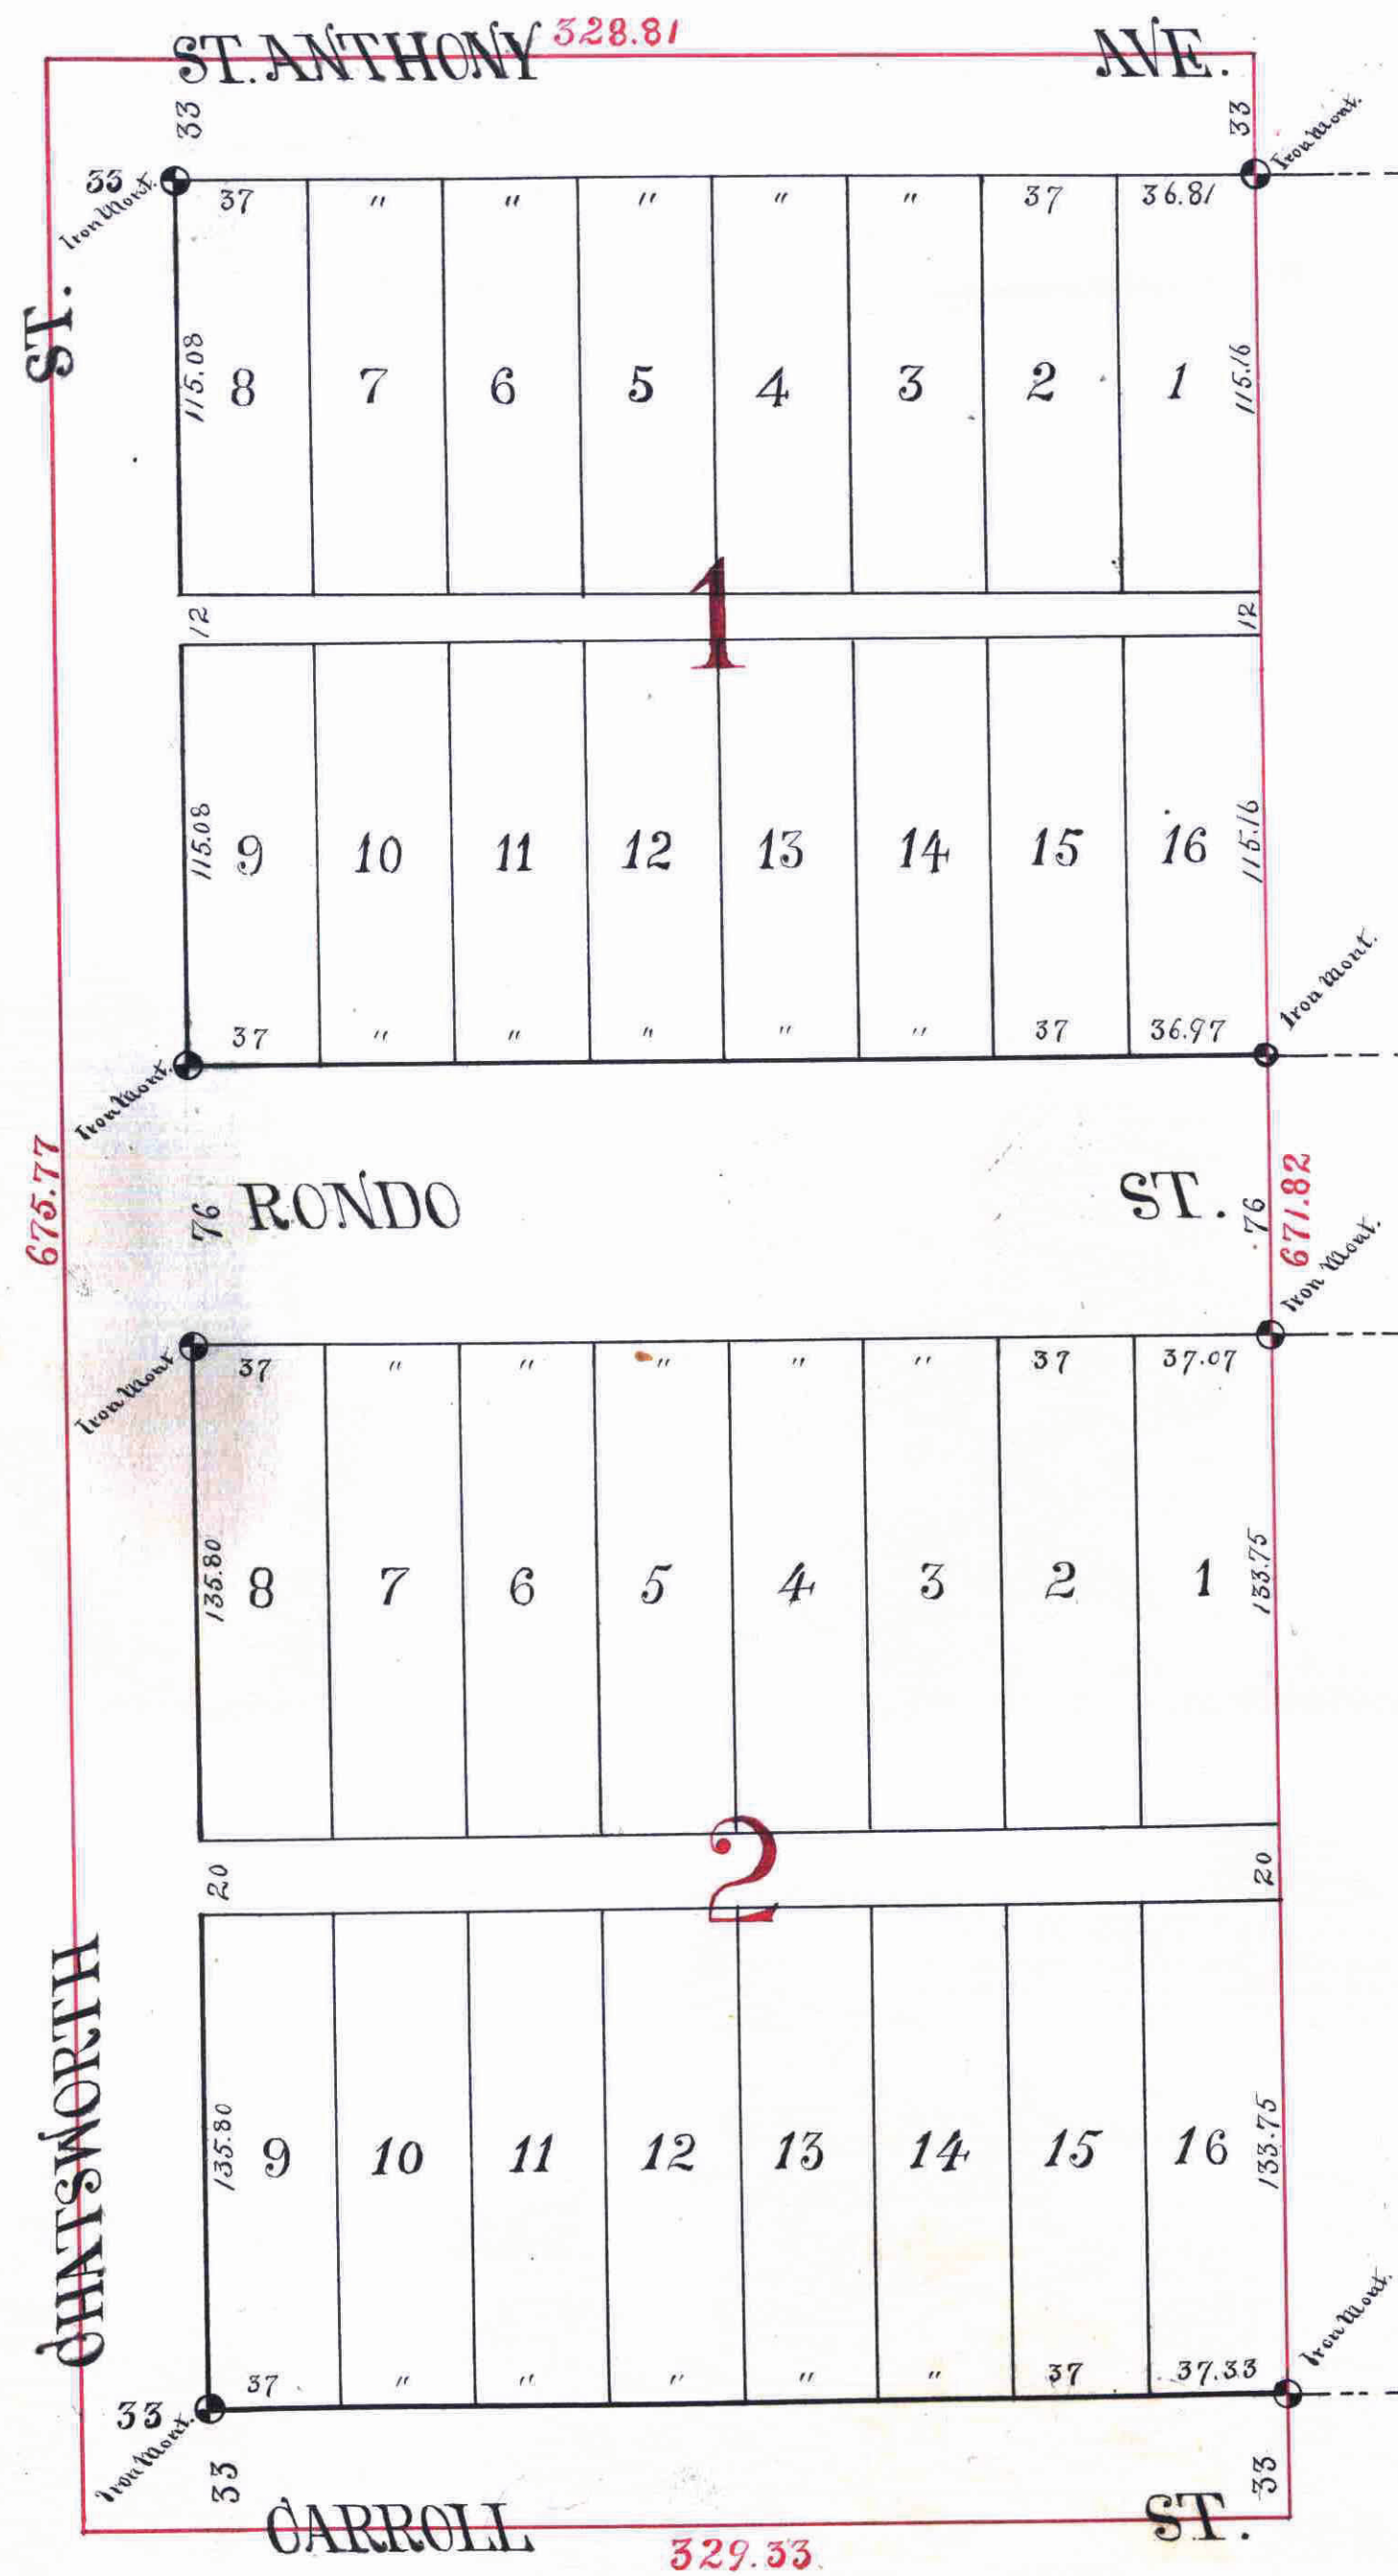 328.81
ST. ANTHONY AVE.
33 33
33 Iron Mont. Iron Mont.
37 " " " " " 37 36.81
ST.
115.08 8 7 6 5 4 3 2 1 115.16
1
12 12
115.08 9 10 11 12 13 14 15 16 115.16
37 " " " " " 37 36.97
Iron Mont. Iron Mont.
675.77 76 RONDO ST. 76 671.82
Iron Mont. Iron Mont.
37 " " " " " 37 37.07
135.80 8 7 6 5 4 3 2 1 133.75
2
20 20
CHATSWORTH
135.80 9 10 11 12 13 14 15 16 133.75
37 " " " " " 37 37.33
33 Iron Mont. Iron Mont.
33 33
CARROLL ST.
329.33